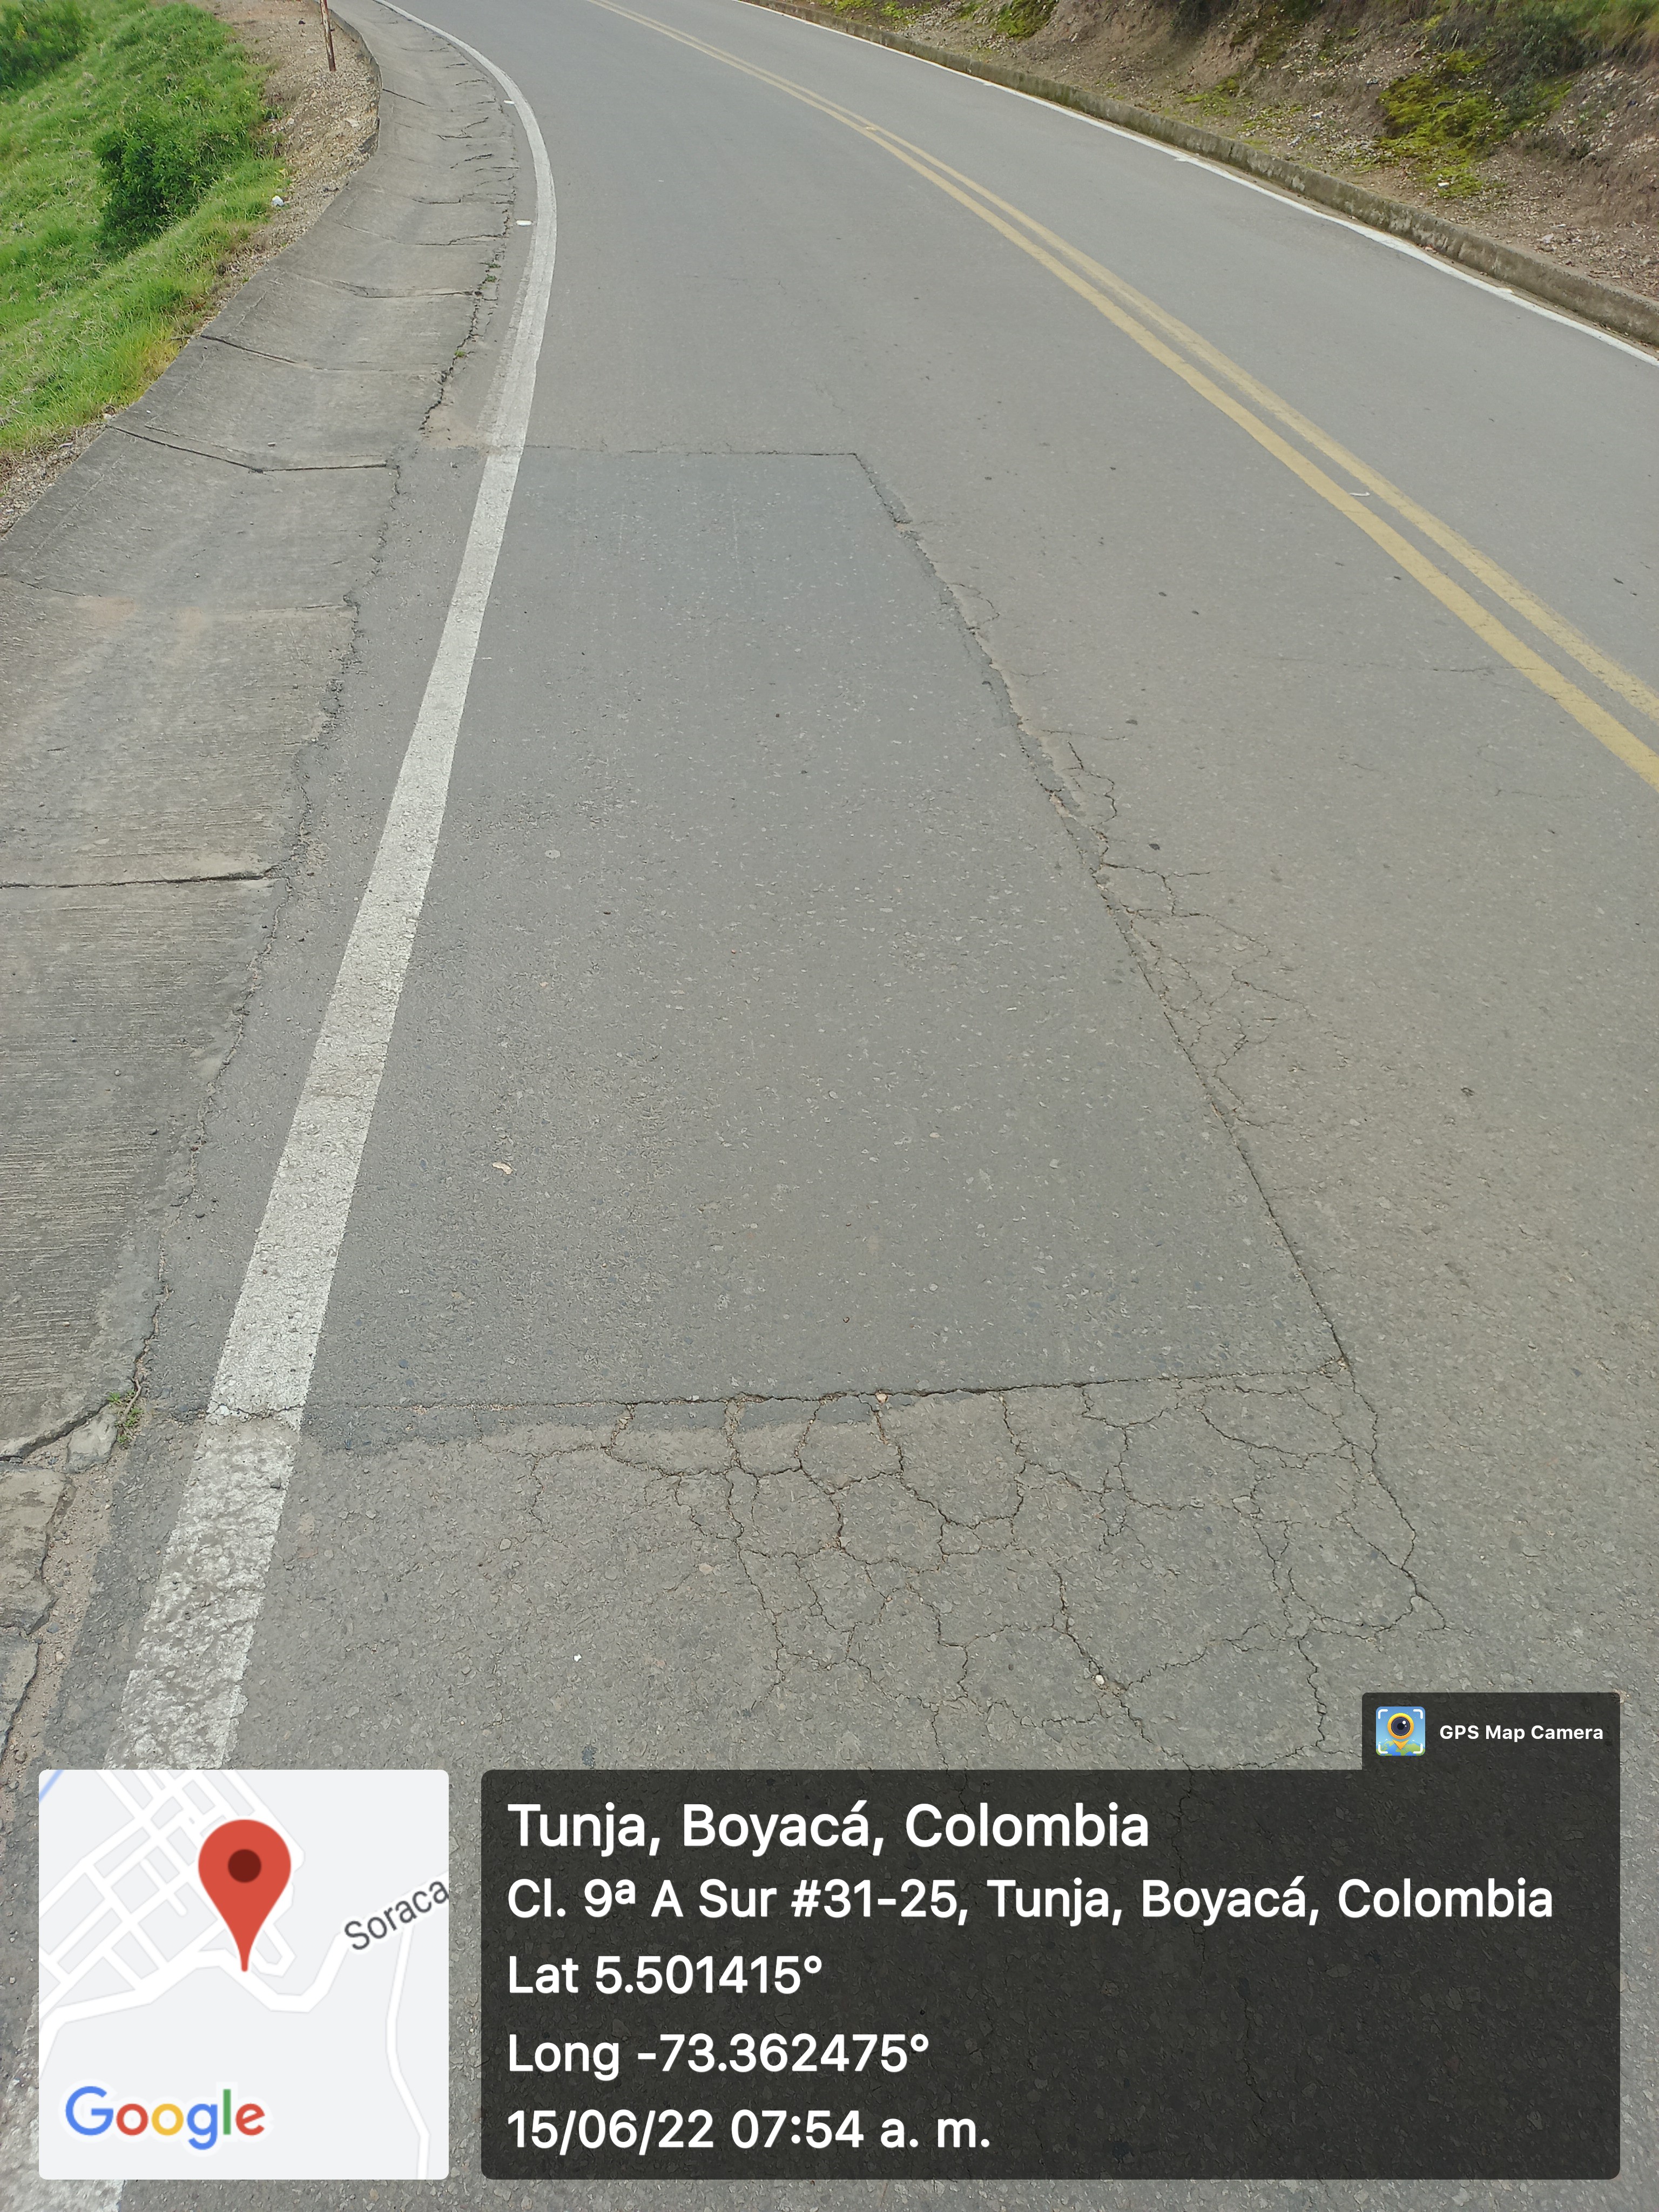 GPS Map Camera
Tunja, Boyacá, Colombia
Cl. 9ª A Sur #31-25, Tunja, Boyacá, Colombia
Lat 5.501415°
Long -73.362475°
15/06/22 07:54 a. m.
Soraca
Google